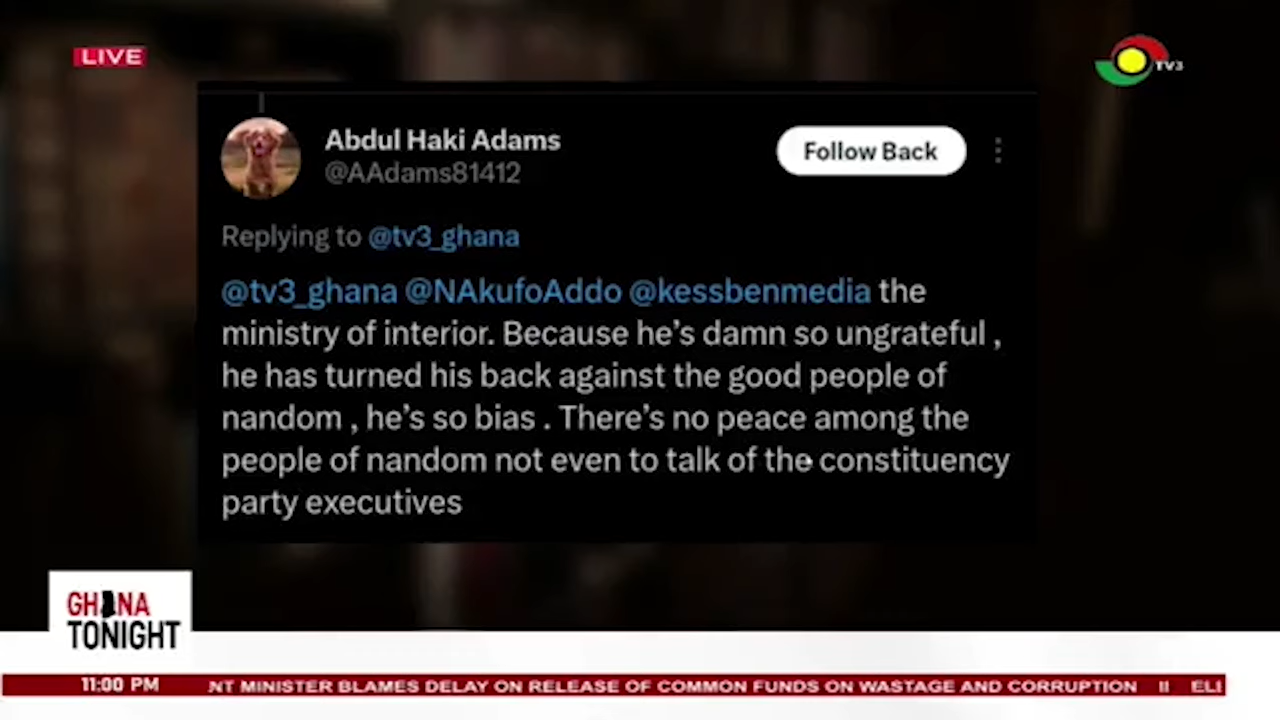 LIVE
TV3
Abdul Haki Adams
@AAdams81412
Follow Back
Replying to @tv3_ghana
@tv3_ghana @NAkufoAddo @kessbenmedia the
ministry of interior. Because he's damn so ungrateful ,
he has turned his back against the good people of
nandom , he's so bias . There's no peace among the
people of nandom not even to talk of the constituency
party executives
GHANA
TONIGHT
11:00 PM
NT MINISTER BLAMES DELAY ON RELEASE OF COMMON FUNDS ON WASTAGE AND CORRUPTION II ELI